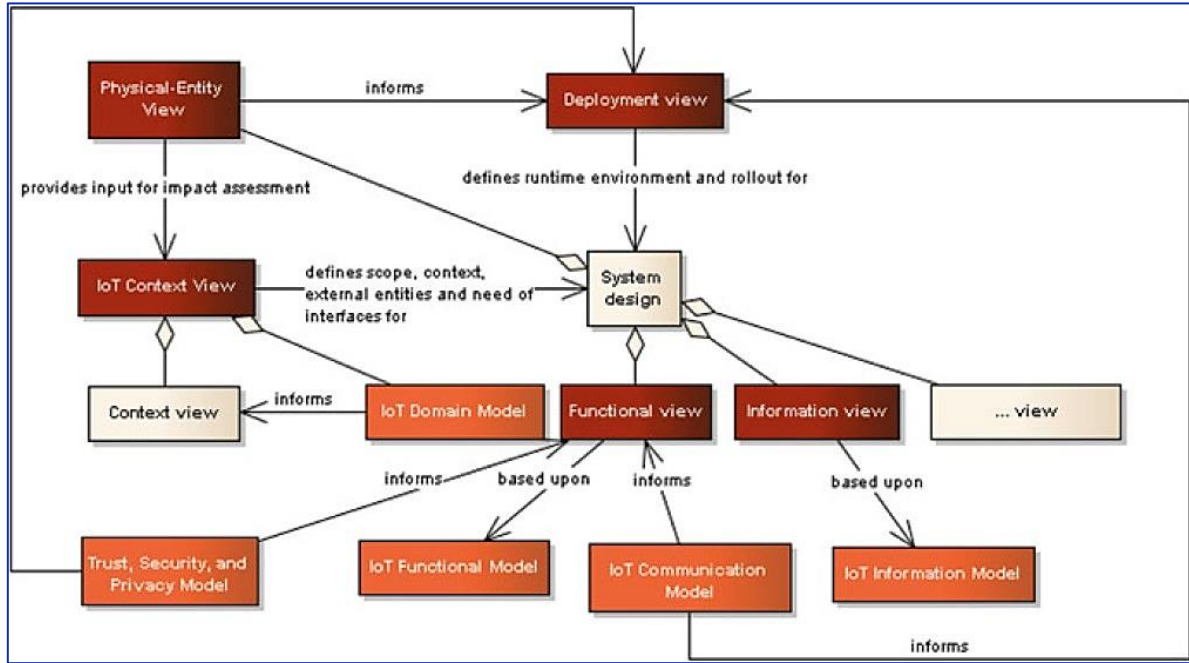 Physical-Entity
View
informs
Deployment view
provides input for impact assessment
defines runtime environment and rollout for
IoT Context View
defines scope, context,
external entities and need of
interfaces for
System
design
Context view
informs
IoT Domain Model
Functional view
Information view
... view
informs
based upon
informs
based upon
Trust, Security, and
Privacy Model
IoT Functional Model
IoT Communication
Model
IoT Information Model
informs